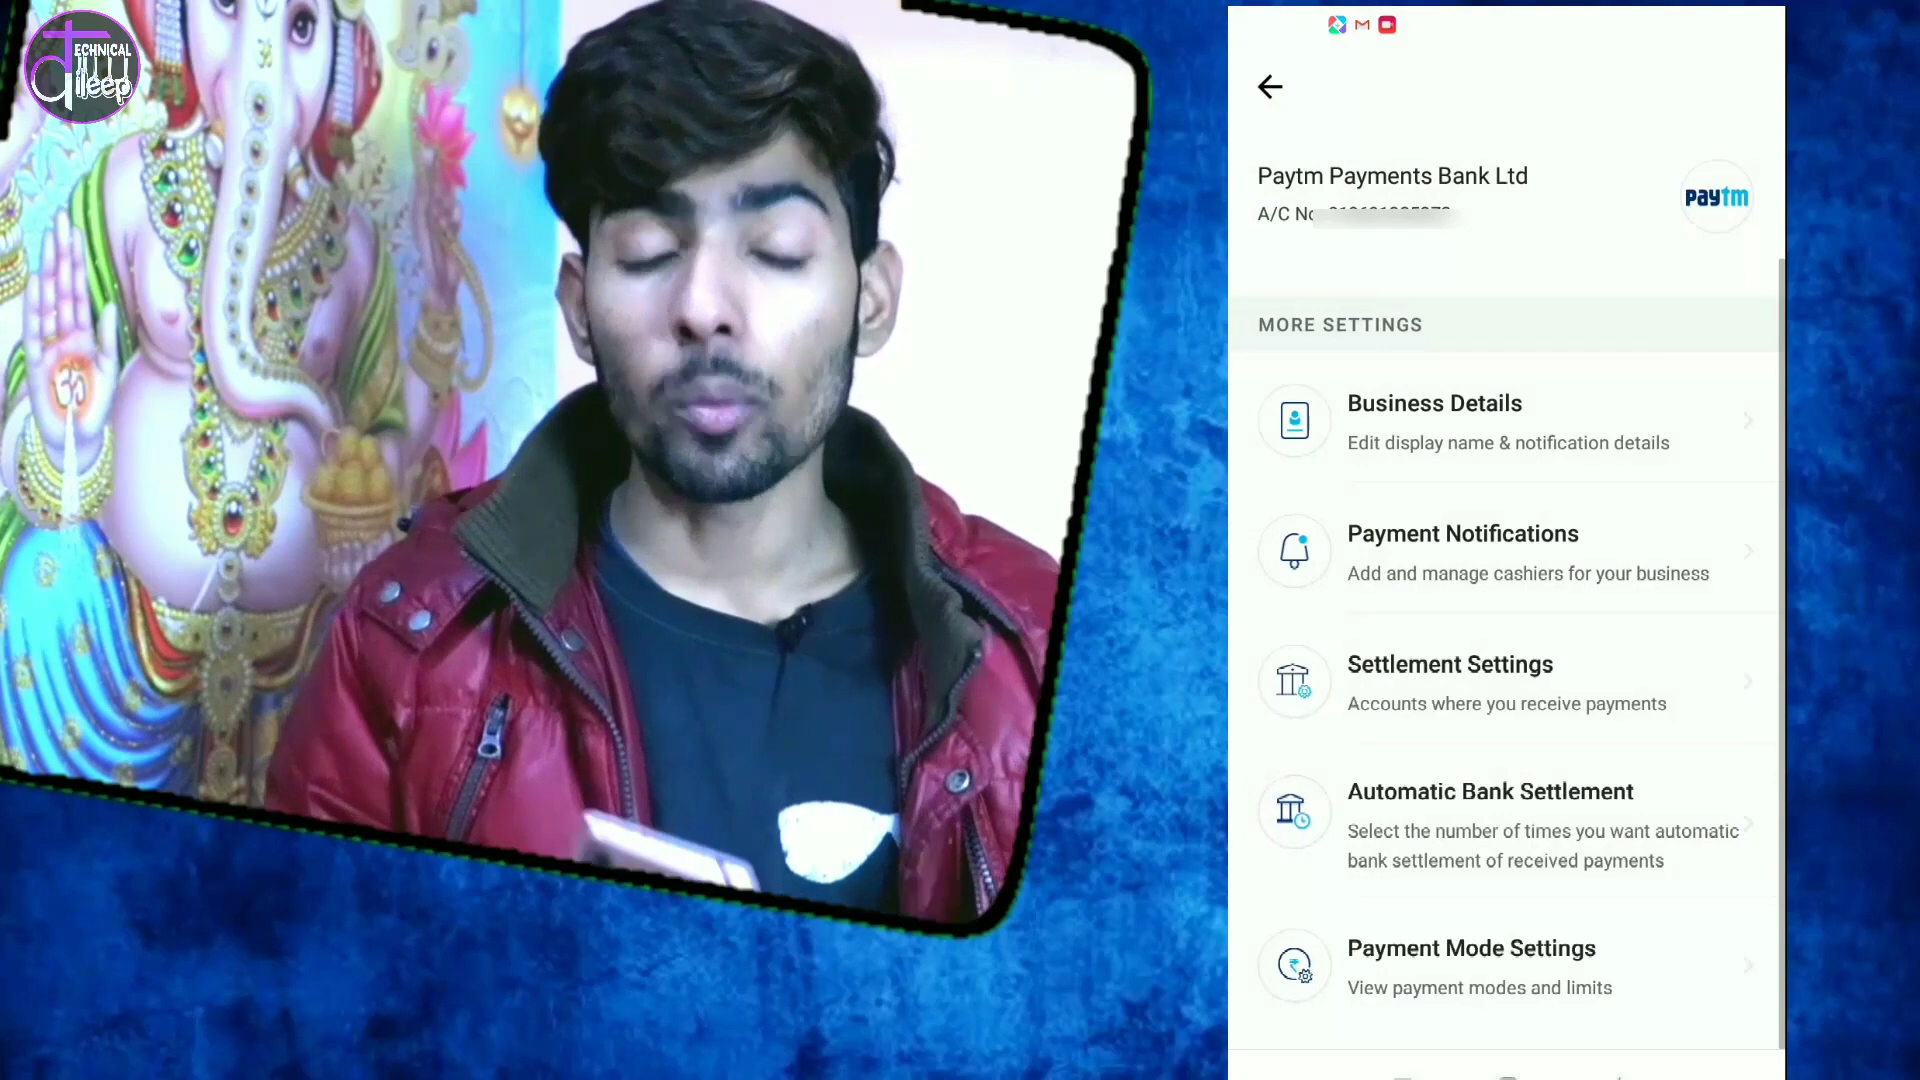 TECHNICAL
dileep
Paytm Payments Bank Ltd
A/C No
paytm
MORE SETTINGS
Business Details
Edit display name & notification details
Payment Notifications
Add and manage cashiers for your business
Settlement Settings
Accounts where you receive payments
Automatic Bank Settlement
Select the number of times you want automatic
bank settlement of received payments
Payment Mode Settings
View payment modes and limits
ॐ